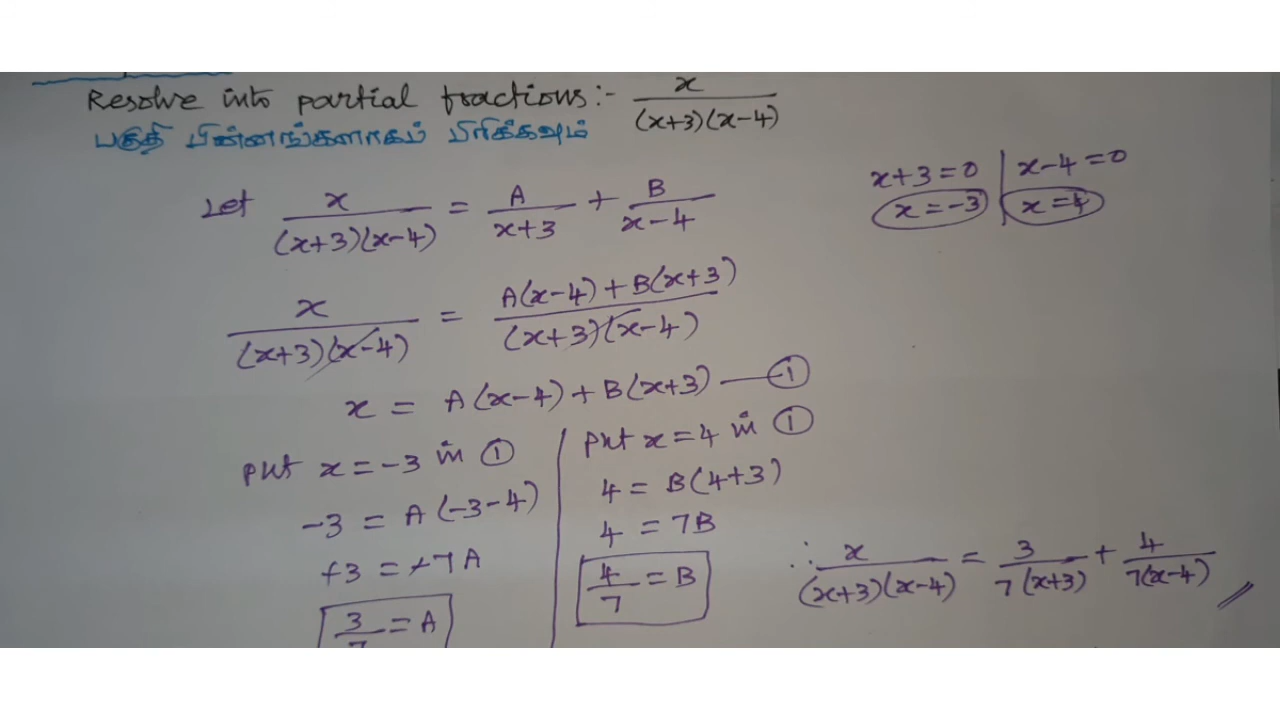 Resolve into partial fractions:- x/((x+3)(x-4))
பகுதி பின்னங்களாகப் பிரிக்கவும்
x+3=0 | x-4=0
x=-3 | x=4
Let x/((x+3)(x-4)) = A/(x+3) + B/(x-4)
x/((x+3)(x-4)) = (A(x-4)+B(x+3))/((x+3)(x-4))
x = A(x-4)+B(x+3) — ①
put x=-3 in ①
-3 = A(-3-4)
+3 = +7A
3/7 = A
put x=4 in ①
4 = B(4+3)
4 = 7B
4/7 = B
∴ x/((x+3)(x-4)) = 3/(7(x+3)) + 4/(7(x-4)) //